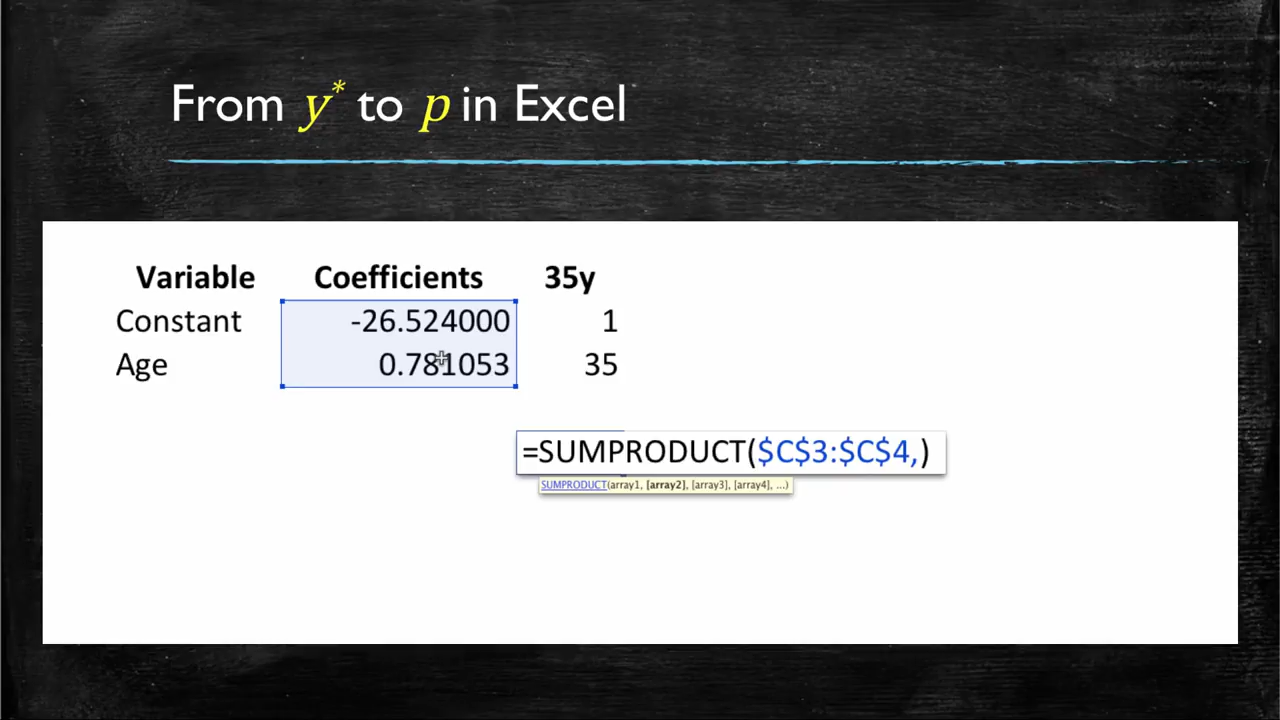 From y* to p in Excel
Variable Coefficients 35y
Constant -26.524000 1
Age 0.781053 35
=SUMPRODUCT($C$3:$C$4,)
SUMPRODUCT(array1, [array2], [array3], [array4], ...)